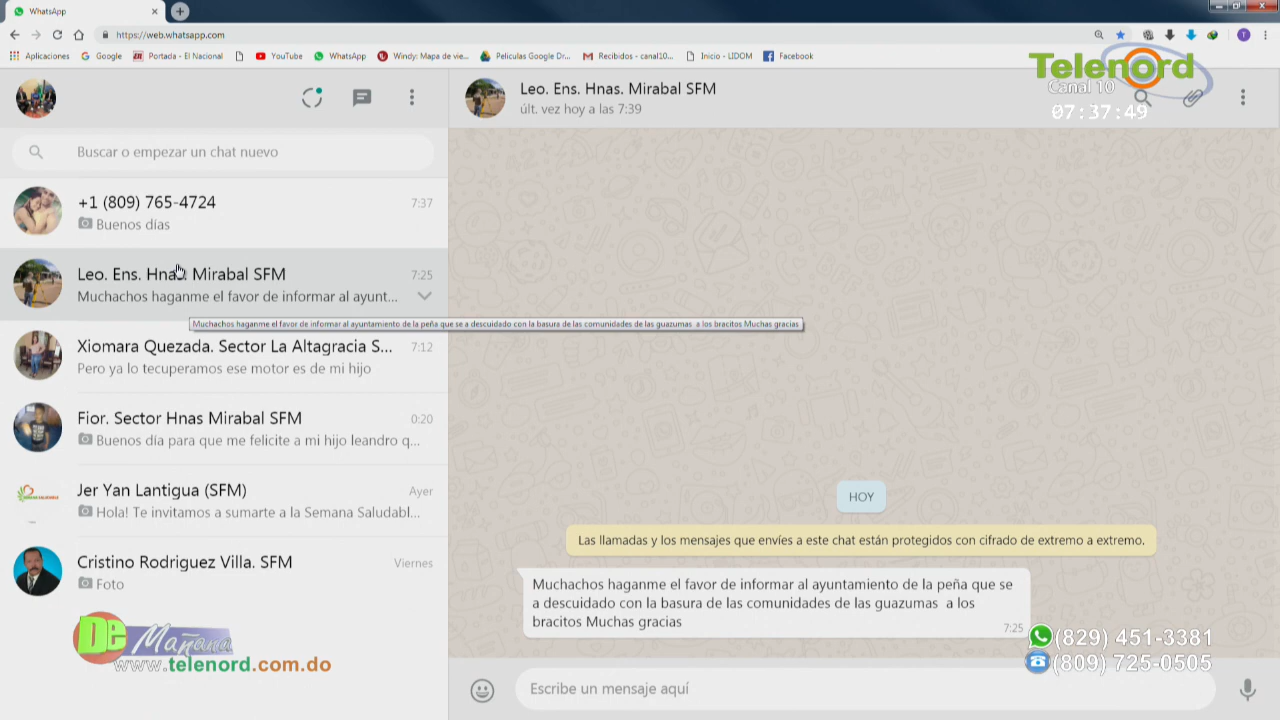 WhatsApp
https://web.whatsapp.com
Aplicaciones
Google
Portada - El Nacional
YouTube
WhatsApp
Windy: Mapa de vie...
Peliculas Google Dr...
Recibidos - canal10...
Inicio - LIDOM
Facebook
Telenord
Canal 10
07:37:49
Leo. Ens. Hnas. Mirabal SFM
últ. vez hoy a las 7:39
Buscar o empezar un chat nuevo
+1 (809) 765-4724
7:37
Buenos días
Leo. Ens. Hnas. Mirabal SFM
7:25
Muchachos haganme el favor de informar al ayunt...
Muchachos haganme el favor de informar al ayuntamiento de la peña que se a descuidado con la basura de las comunidades de las guazumas a los bracitos Muchas gracias
Xiomara Quezada. Sector La Altagracia S...
7:12
Pero ya lo tecuperamos ese motor es de mi hijo
Fior. Sector Hnas Mirabal SFM
0:20
Buenos día para que me felicite a mi hijo leandro q...
Jer Yan Lantigua (SFM)
Ayer
Hola! Te invitamos a sumarte a la Semana Saludabl...
Cristino Rodriguez Villa. SFM
Viernes
Foto
HOY
Las llamadas y los mensajes que envíes a este chat están protegidos con cifrado de extremo a extremo.
Muchachos haganme el favor de informar al ayuntamiento de la peña que se
a descuidado con la basura de las comunidades de las guazumas a los
bracitos Muchas gracias
7:25
De Mañana
www.telenord.com.do
(829) 451-3381
(809) 725-0505
Escribe un mensaje aquí